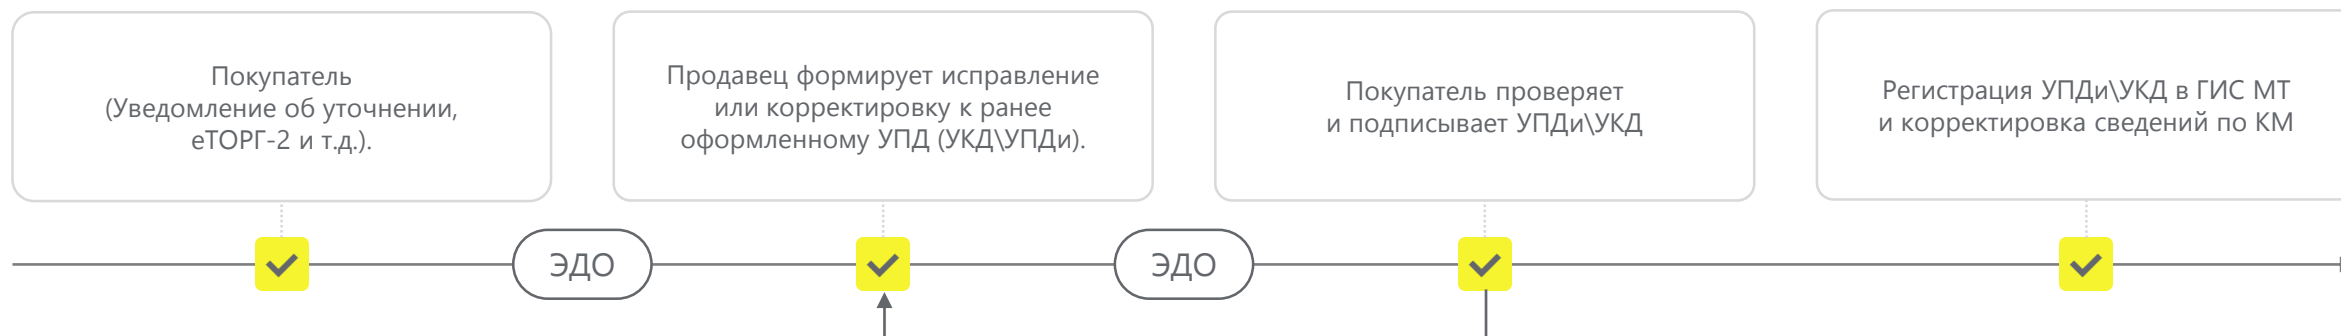 Покупатель
(Уведомление об уточнении,
еТОРГ-2 и т.д.).
Продавец формирует исправление
или корректировку к ранее
оформленному УПД (УКД\УПДи).
Покупатель проверяет
и подписывает УПДи\УКД
Регистрация УПДи\УКД в ГИС МТ
и корректировка сведений по КМ
ЭДО
ЭДО